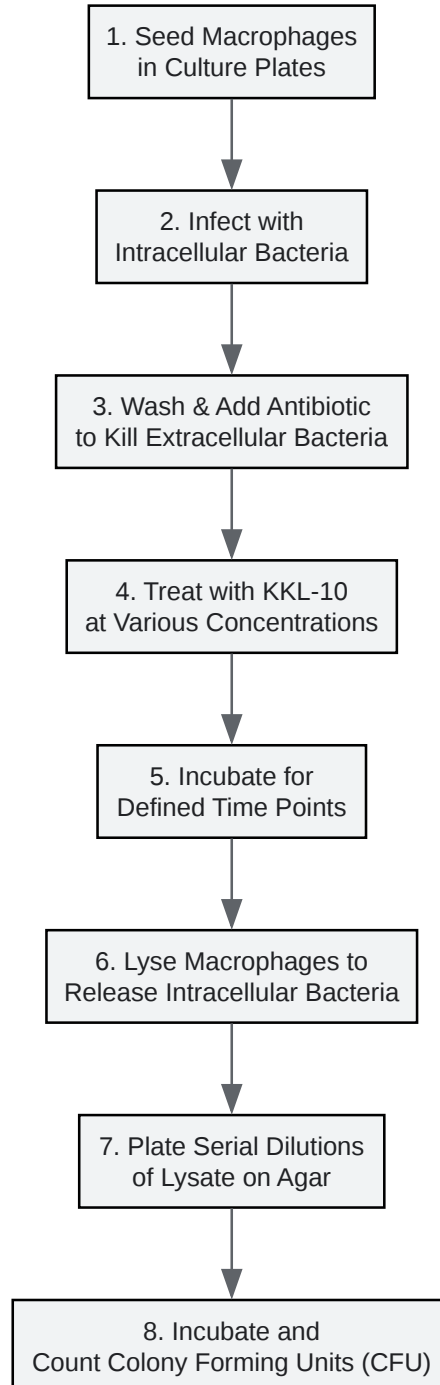 1. Seed Macrophages
in Culture Plates
2. Infect with
Intracellular Bacteria
3. Wash & Add Antibiotic
to Kill Extracellular Bacteria
4. Treat with KKL-10
at Various Concentrations
5. Incubate for
Defined Time Points
6. Lyse Macrophages to
Release Intracellular Bacteria
7. Plate Serial Dilutions
of Lysate on Agar
8. Incubate and
Count Colony Forming Units (CFU)